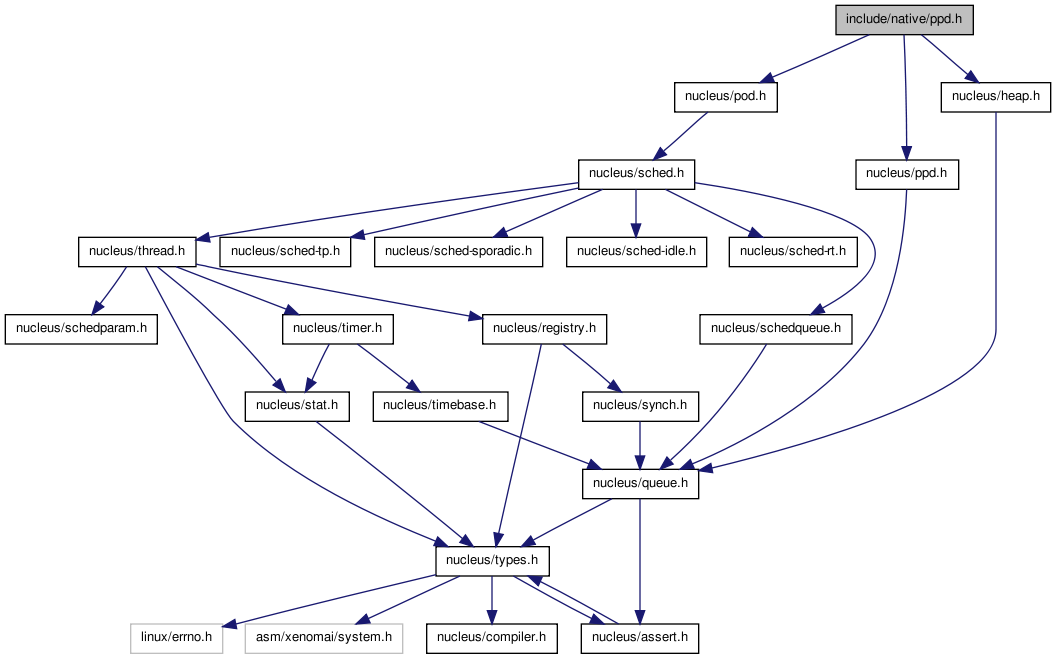 include/native/ppd.h
nucleus/pod.h
nucleus/heap.h
nucleus/sched.h
nucleus/ppd.h
nucleus/thread.h
nucleus/sched-tp.h
nucleus/sched-sporadic.h
nucleus/sched-idle.h
nucleus/sched-rt.h
nucleus/schedparam.h
nucleus/timer.h
nucleus/registry.h
nucleus/schedqueue.h
nucleus/stat.h
nucleus/timebase.h
nucleus/synch.h
nucleus/queue.h
nucleus/types.h
linux/errno.h
asm/xenomai/system.h
nucleus/compiler.h
nucleus/assert.h